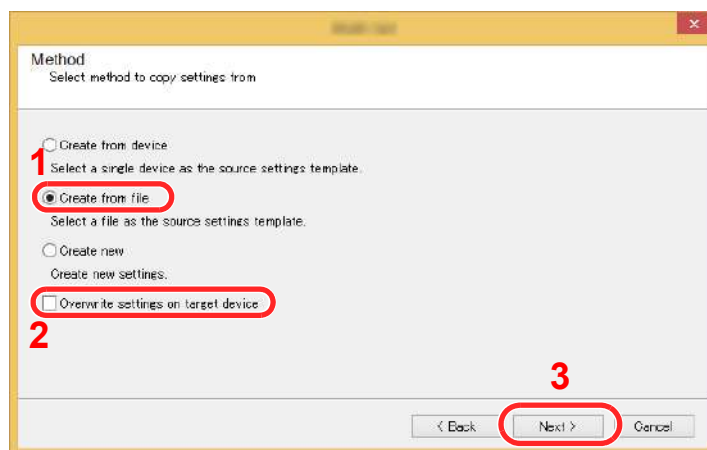 Method
Select method to copy settings from
Create from device
1
Select a single device as the source settings template.
Create from file
Select a file as the source settings template.
Create new
Create new settings.
Overwrite settings on target device
2
3
< Back
Next >
Cancel